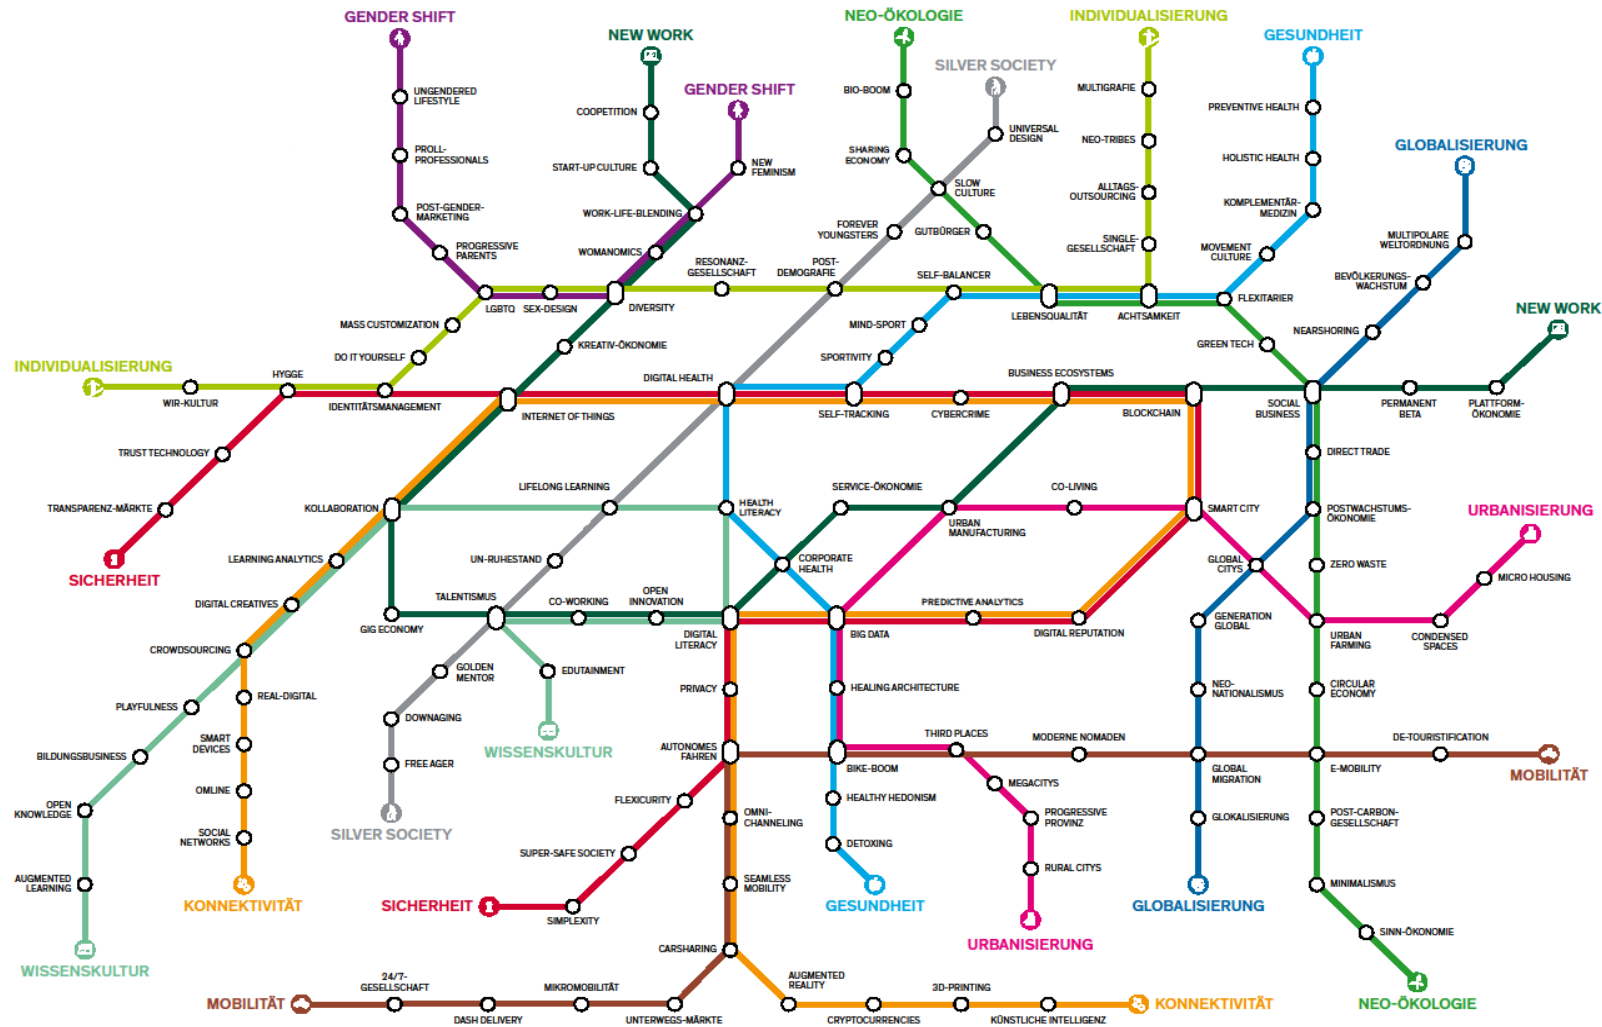 GENDER SHIFT
NEO-ÖKOLOGIE
INDIVIDUALISIERUNG
NEW WORK
GESUNDHEIT
SILVER SOCIETY
GENDER SHIFT
UNGENDERED
LIFESTYLE
COOPETITION
BIO-BOOM
MULTIGRAFIE
PREVENTIVE HEALTH
UNIVERSAL
DESIGN
NEO-TRIBES
GLOBALISIERUNG
PROLL-
PROFESSIONALS
START-UP CULTURE
NEW
FEMINISM
SHARING
ECONOMY
HOLISTIC HEALTH
SLOW
CULTURE
ALLTAGS-
OUTSOURCING
POST-GENDER-
MARKETING
WORK-LIFE-BLENDING
KOMPLEMENTÄR-
MEDIZIN
FOREVER
YOUNGSTERS
GUTBÜRGER
SINGLE-
GESELLSCHAFT
MOVEMENT
CULTURE
MULTIPOLARE
WELTORDNUNG
PROGRESSIVE
PARENTS
WOMANOMICS
RESONANZ-
GESELLSCHAFT
POST-
DEMOGRAFIE
SELF-BALANCER
BEVÖLKERUNGS-
WACHSTUM
LGBTQ
SEX-DESIGN
DIVERSITY
LEBENSQUALITÄT
ACHTSAMKEIT
FLEXITARIER
NEW WORK
MASS CUSTOMIZATION
MIND-SPORT
NEARSHORING
KREATIV-ÖKONOMIE
GREEN TECH
DO IT YOURSELF
SPORTIVITY
INDIVIDUALISIERUNG
HYGGE
DIGITAL HEALTH
BUSINESS ECOSYSTEMS
WIR-KULTUR
IDENTITÄTSMANAGEMENT
INTERNET OF THINGS
SELF-TRACKING
CYBERCRIME
BLOCKCHAIN
SOCIAL
BUSINESS
PERMANENT
BETA
PLATTFORM-
ÖKONOMIE
TRUST TECHNOLOGY
DIRECT TRADE
LIFELONG LEARNING
SERVICE-ÖKONOMIE
CO-LIVING
TRANSPARENZ-MÄRKTE
KOLLABORATION
HEALTH
LITERACY
URBAN
MANUFACTURING
SMART CITY
POSTWACHSTUMS-
ÖKONOMIE
URBANISIERUNG
SICHERHEIT
LEARNING ANALYTICS
UN-RUHESTAND
CORPORATE
HEALTH
GLOBAL
CITYS
ZERO WASTE
MICRO HOUSING
DIGITAL CREATIVES
TALENTISMUS
CO-WORKING
OPEN
INNOVATION
PREDICTIVE ANALYTICS
GIG ECONOMY
DIGITAL
LITERACY
BIG DATA
DIGITAL REPUTATION
GENERATION
GLOBAL
URBAN
FARMING
CONDENSED
SPACES
CROWDSOURCING
GOLDEN
MENTOR
EDUTAINMENT
REAL-DIGITAL
PRIVACY
HEALING ARCHITECTURE
NEO-
NATIONALISMUS
CIRCULAR
ECONOMY
PLAYFULNESS
DOWNAGING
SMART
DEVICES
WISSENSKULTUR
AUTONOMES
FAHREN
THIRD PLACES
MODERNE NOMADEN
DE-TOURISTIFICATION
BILDUNGSBUSINESS
FREE AGER
BIKE-BOOM
GLOBAL
MIGRATION
E-MOBILITY
MOBILITÄT
OMLINE
FLEXICURITY
HEALTHY HEDONISM
MEGACITYS
OPEN
KNOWLEDGE
SOCIAL
NETWORKS
SILVER SOCIETY
OMNI-
CHANNELING
PROGRESSIVE
PROVINZ
GLOKALISIERUNG
POST-CARBON-
GESELLSCHAFT
SUPER-SAFE SOCIETY
DETOXING
RURAL CITYS
AUGMENTED
LEARNING
SEAMLESS
MOBILITY
MINIMALISMUS
KONNEKTIVITÄT
SICHERHEIT
SIMPLEXITY
GESUNDHEIT
GLOBALISIERUNG
SINN-ÖKONOMIE
URBANISIERUNG
CARSHARING
WISSENSKULTUR
24/7-
GESELLSCHAFT
MIKROMOBILITÄT
AUGMENTED
REALITY
3D-PRINTING
MOBILITÄT
KONNEKTIVITÄT
NEO-ÖKOLOGIE
DASH DELIVERY
UNTERWEGS-MÄRKTE
CRYPTOCURRENCIES
KÜNSTLICHE INTELLIGENZ